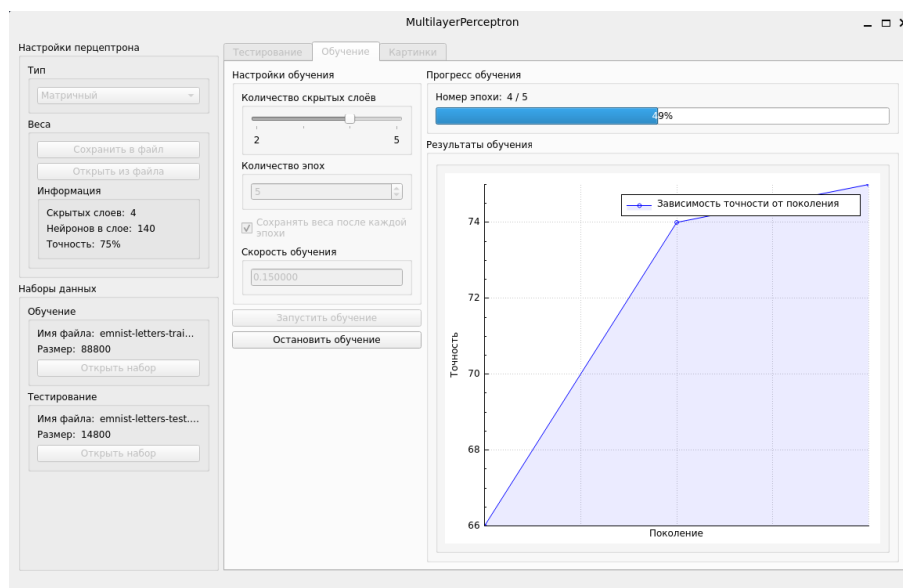 MultilayerPerceptron
Настройки перцептрона
Тип
Матричный
Веса
Сохранить в файл
Открыть из файла
Информация
Скрытых слоев: 4
Нейронов в слое: 140
Точность: 75%
Наборы данных
Обучение
Имя файла: emnist-letters-trai...
Размер: 88800
Открыть набор
Тестирование
Имя файла: emnist-letters-test....
Размер: 14800
Открыть набор
Тестирование Обучение Картинки
Настройки обучения
Количество скрытых слоёв
2 5
Количество эпох
5
Сохранять веса после каждой
эпохи
Скорость обучения
0.150000
Запустить обучение
Остановить обучение
Прогресс обучения
Номер эпохи: 4 / 5
49%
Результаты обучения
Зависимость точности от поколения
74
72
70
68
66
Точность
Поколение